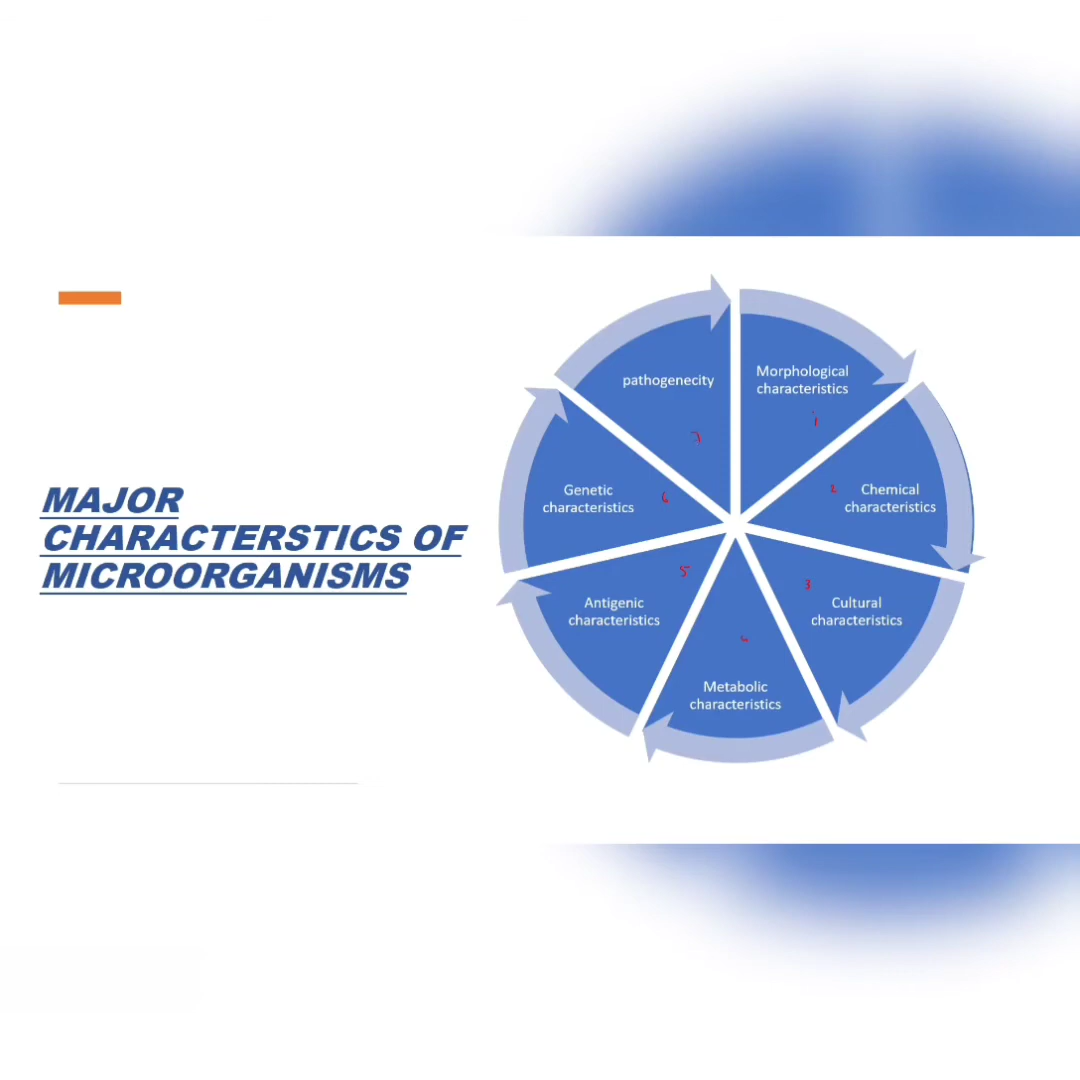 MAJOR
CHARACTERSTICS OF
MICROORGANISMS
Morphological
characteristics
1
Chemical
characteristics
2
Cultural
characteristics
3
Metabolic
characteristics
Antigenic
characteristics
5
Genetic
characteristics
6
pathogenecity
7